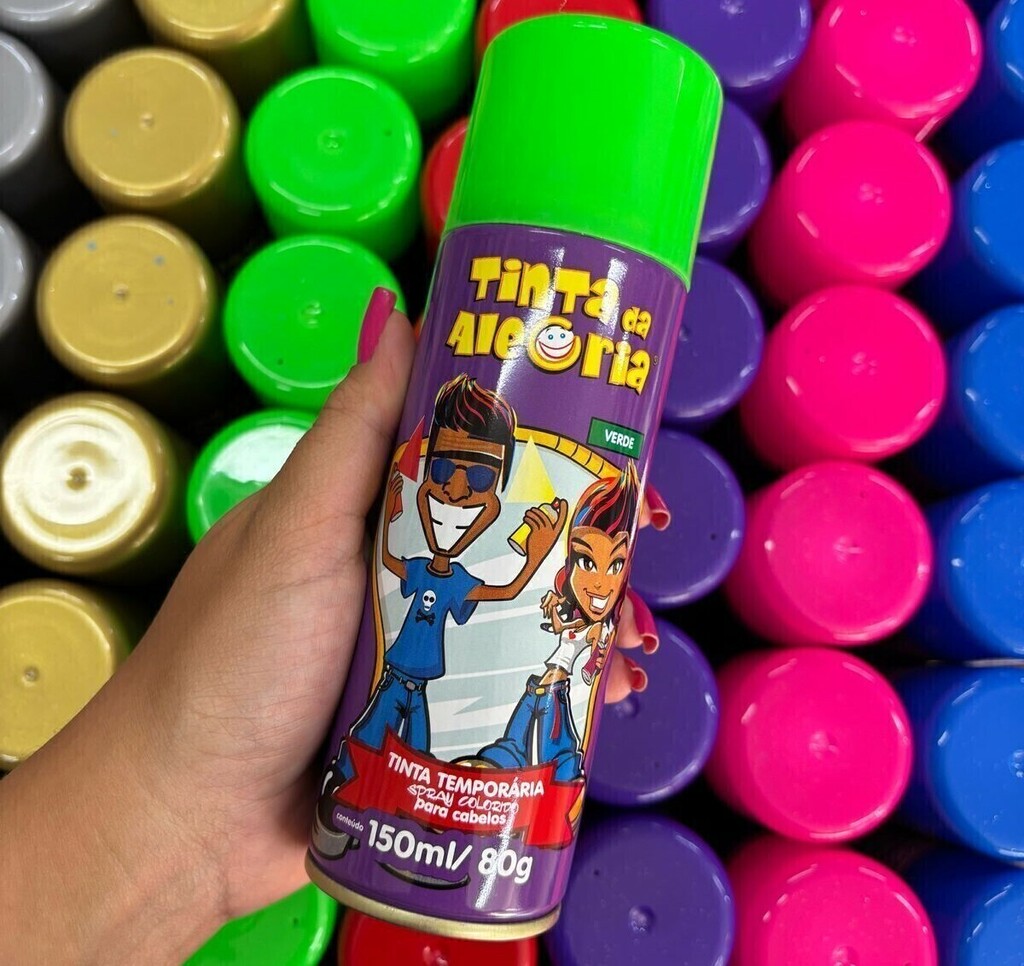 Tinta da
Alegria
VERDE
TINTA TEMPORÁRIA
SPRAY COLORIDO
para cabelos
conteúdo 150ml/ 80g